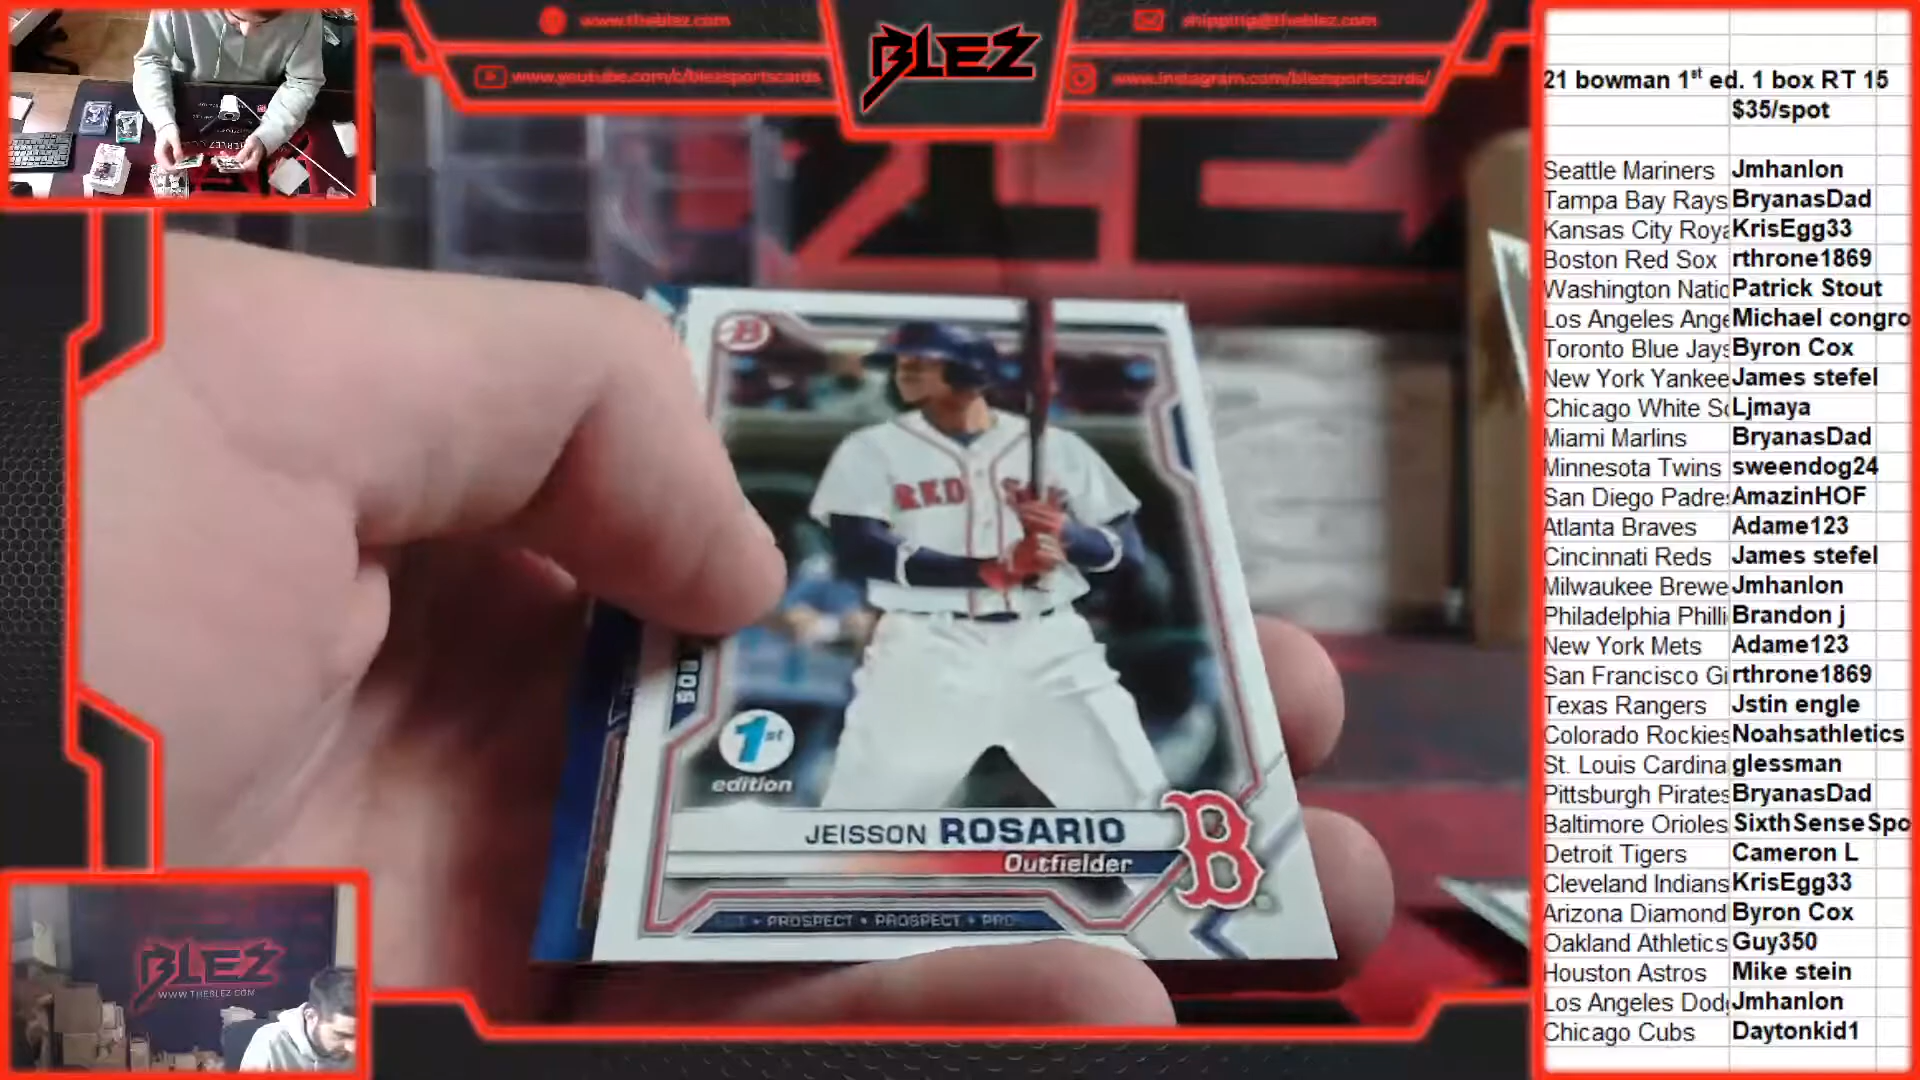 www.theblez.com
shipping@theblez.com
BLEZ
www.youtube.com/c/blezsportscards
www.instagram.com/blezsportscards/
21 bowman 1st ed. 1 box RT 15
$35/spot
Seattle Mariners Jmhanlon
Tampa Bay Rays BryanasDad
Kansas City Roya KrisEgg33
Boston Red Sox rthrone1869
Washington Natio Patrick Stout
Los Angeles Ange Michael congro
Toronto Blue Jays Byron Cox
New York Yankee James stefel
Chicago White So Ljmaya
Miami Marlins BryanasDad
Minnesota Twins sweendog24
San Diego Padres AmazinHOF
Atlanta Braves Adame123
Cincinnati Reds James stefel
Milwaukee Brewe Jmhanlon
Philadelphia Philli Brandon j
New York Mets Adame123
San Francisco Gi rthrone1869
Texas Rangers Jstin engle
Colorado Rockies Noahsathletics
St. Louis Cardina glessman
Pittsburgh Pirates BryanasDad
Baltimore Orioles SixthSenseSpo
Detroit Tigers Cameron L
Cleveland Indians KrisEgg33
Arizona Diamond Byron Cox
Oakland Athletics Guy350
Houston Astros Mike stein
Los Angeles Dodg Jmhanlon
Chicago Cubs Daytonkid1
B
RED SOX
BOS
1st
edition
JEISSON ROSARIO
Outfielder
B
PROSPECT • PROSPECT • PRO
BLEZ
WWW.THEBLEZ.COM